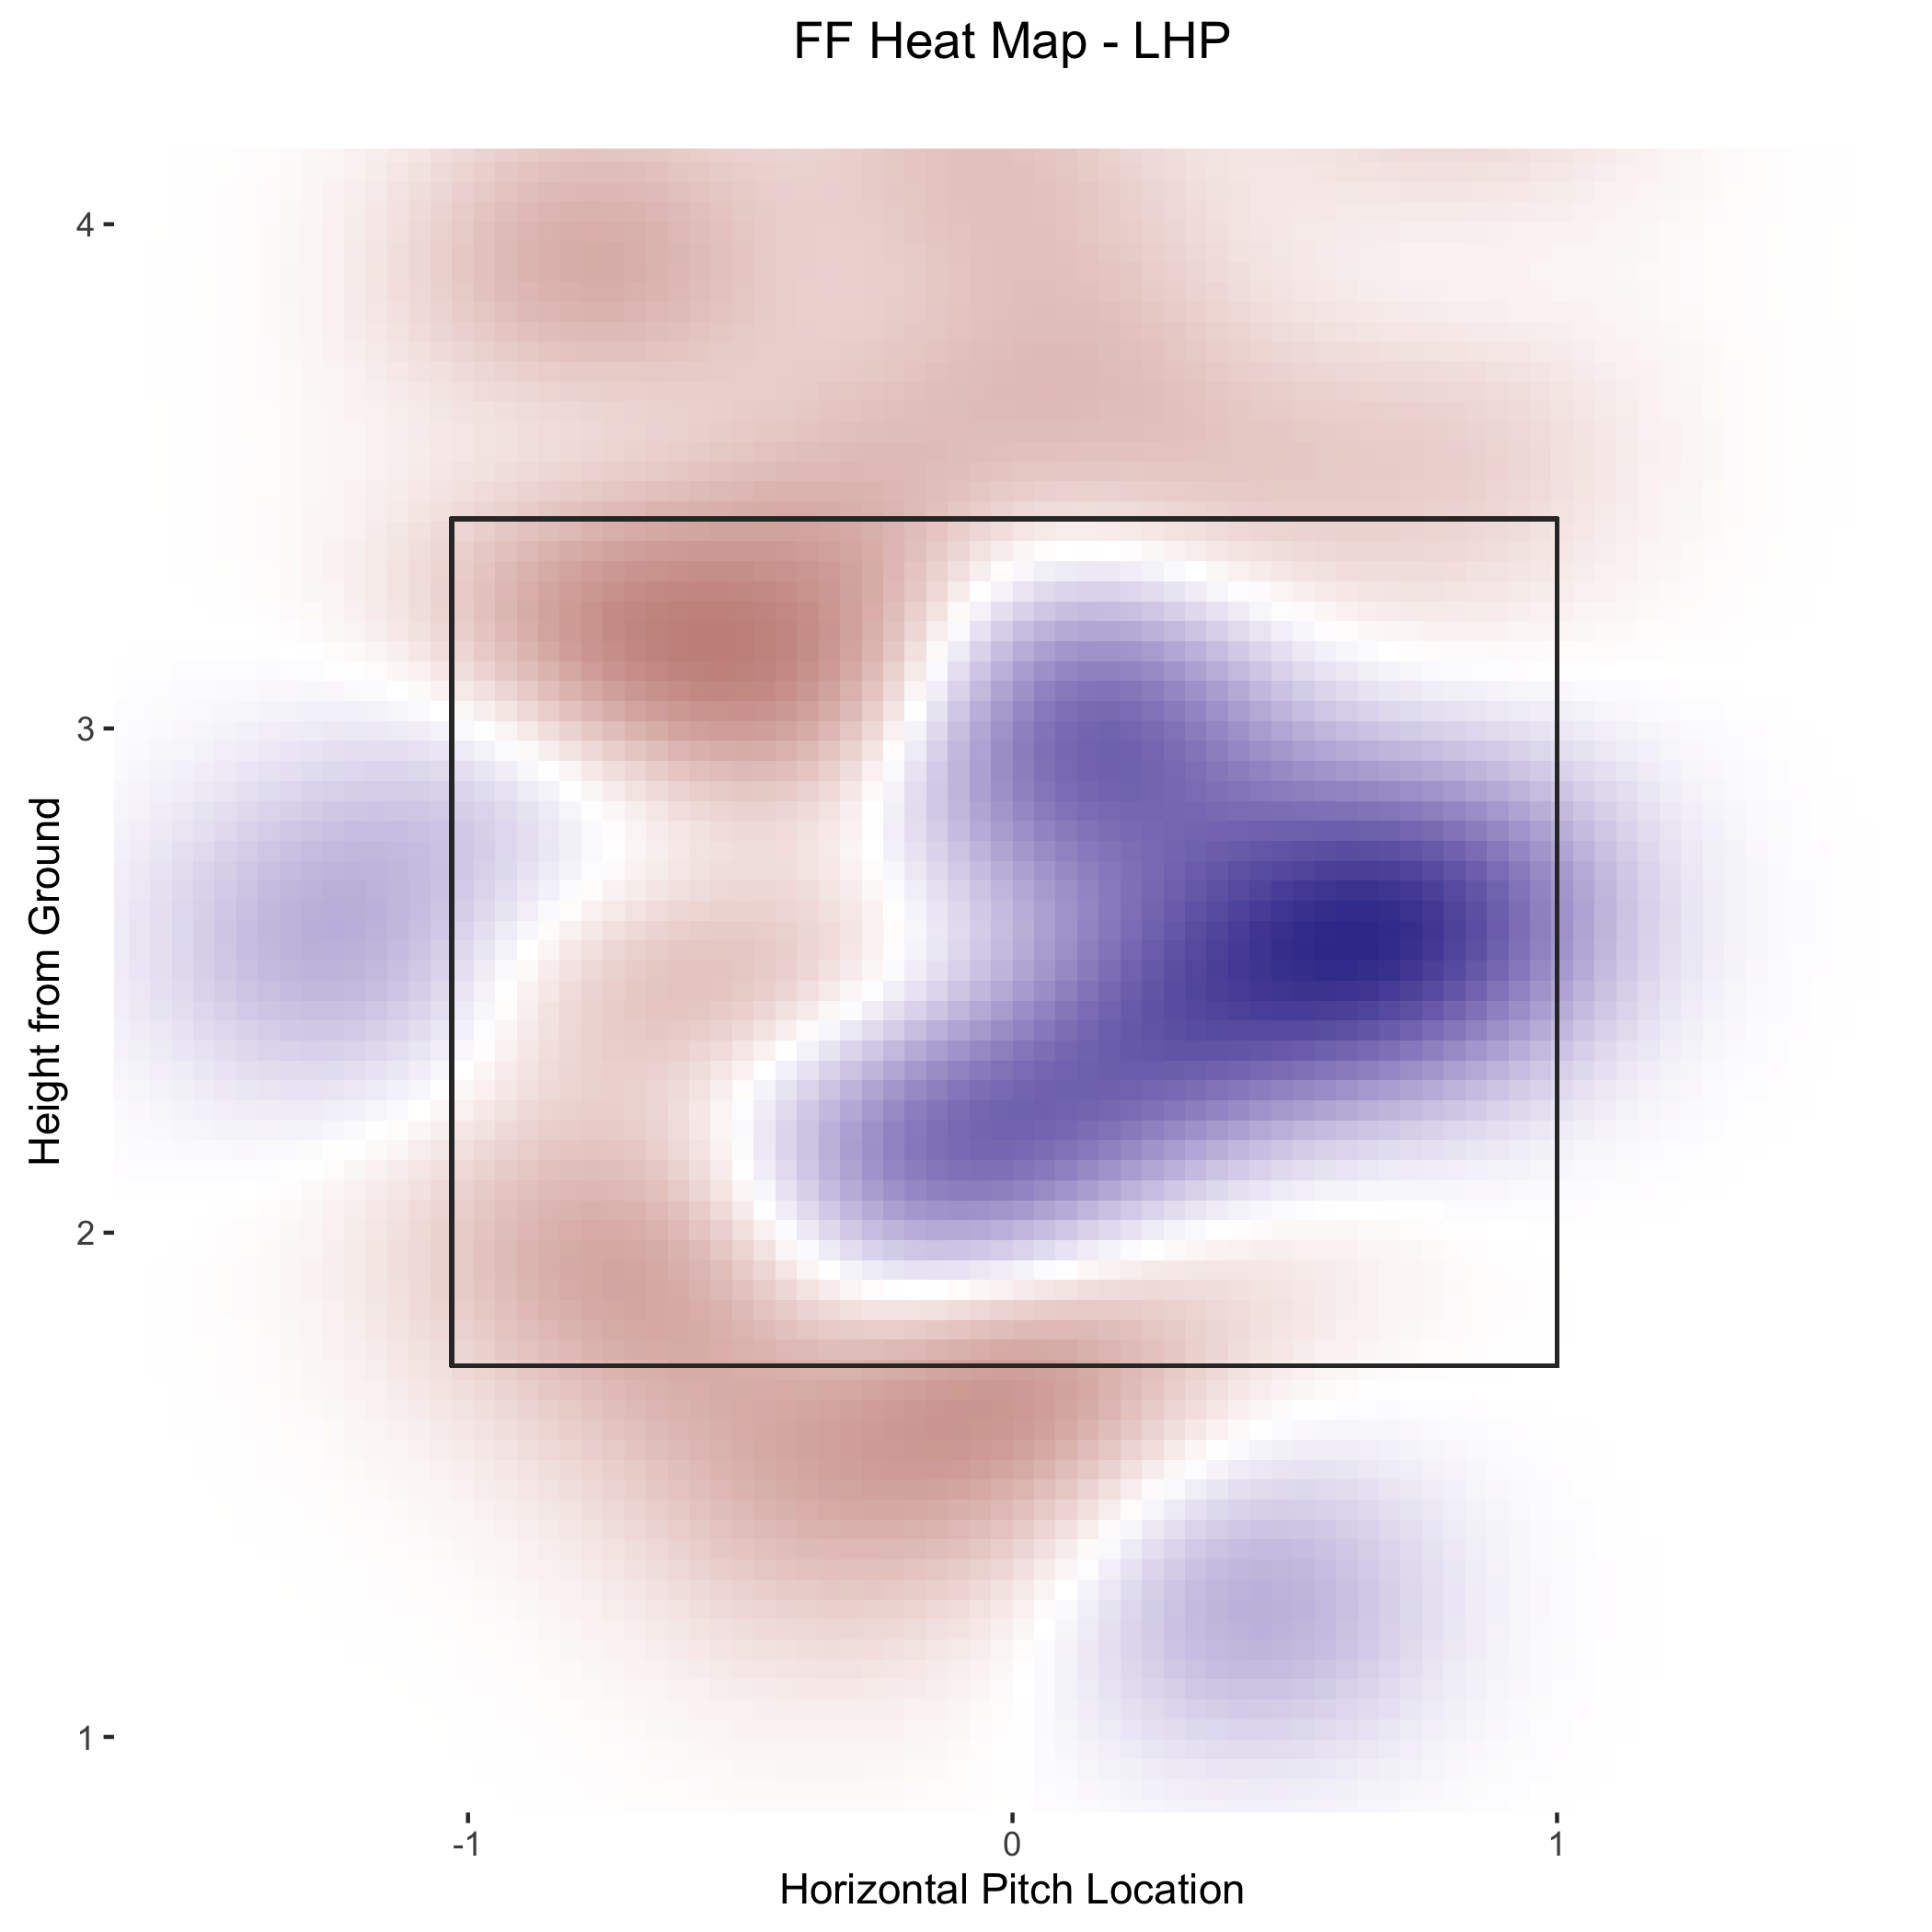 FF Heat Map - LHP
Height from Ground
4
3
2
1
-1 0 1
Horizontal Pitch Location